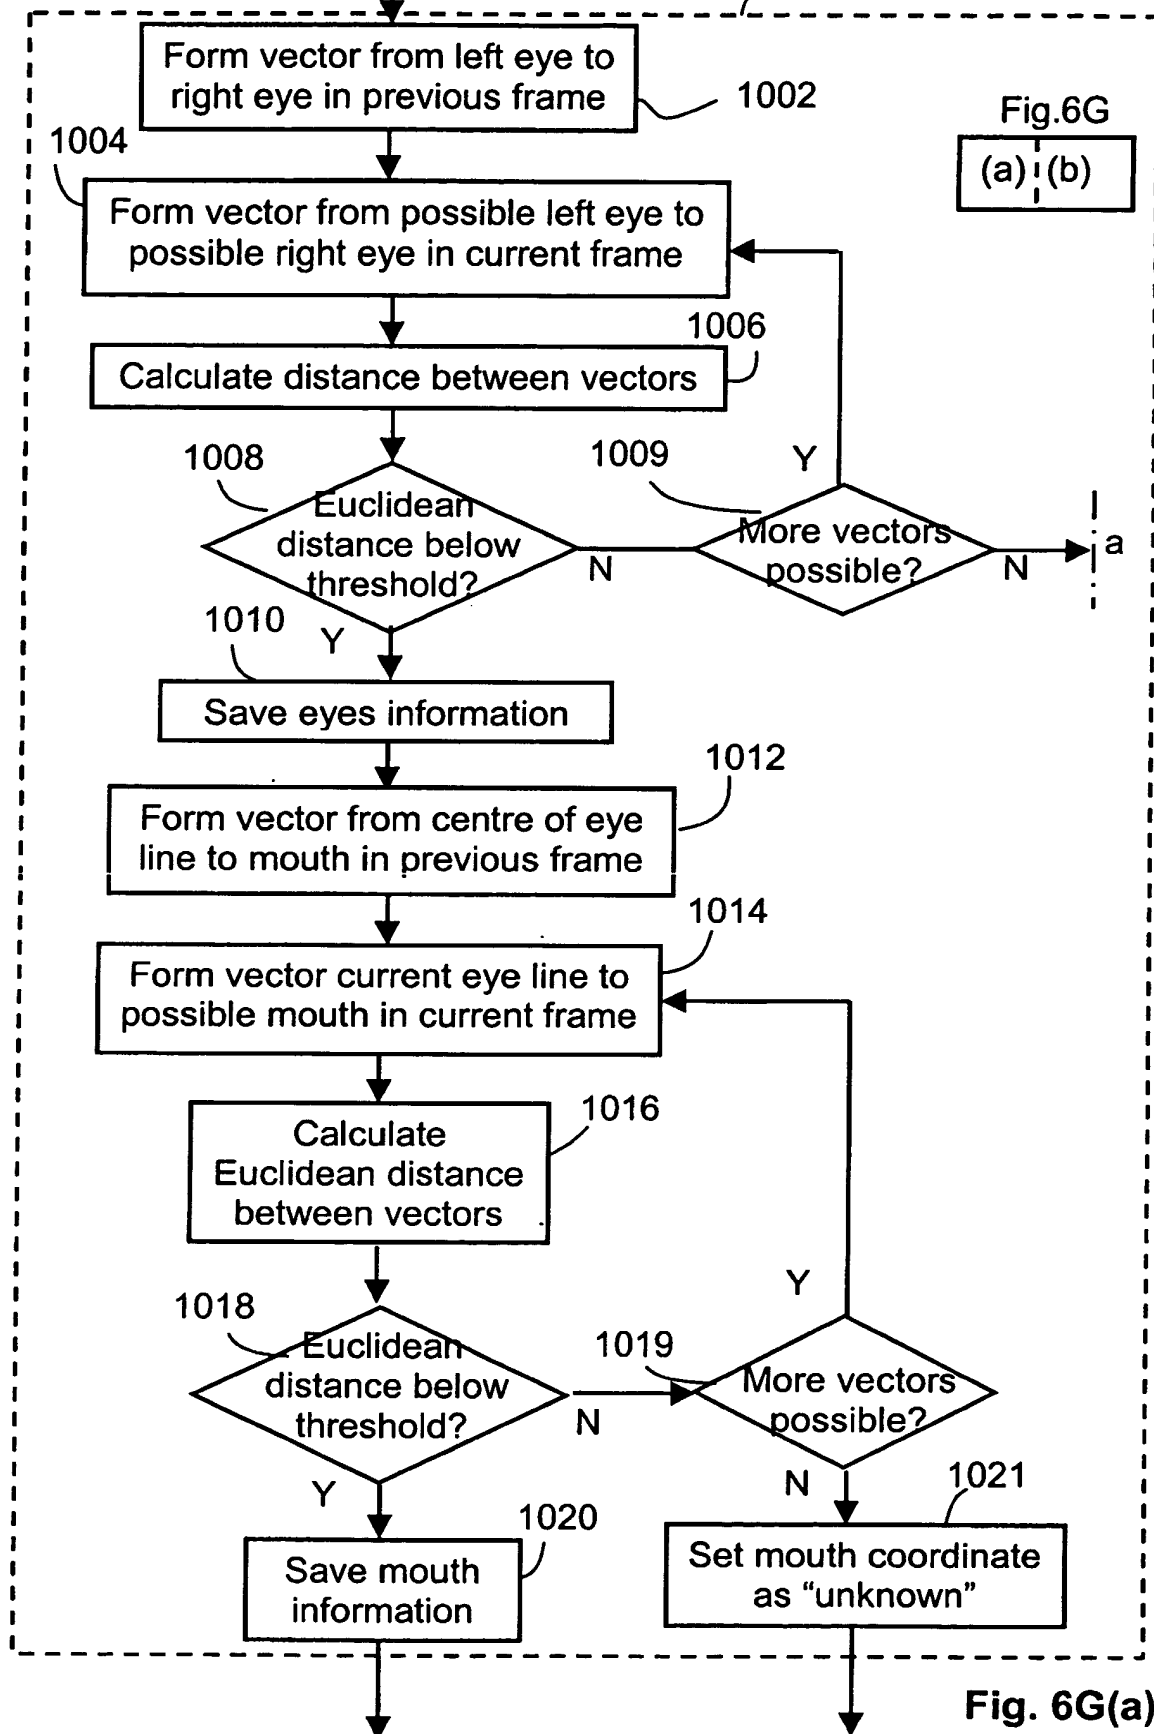 Form vector from left eye to
right eye in previous frame
1002
Fig.6G
(a) (b)
1004
Form vector from possible left eye to
possible right eye in current frame
1006
Calculate distance between vectors
1008
Euclidean
distance below
threshold?
N
Y
1009
More vectors
possible?
Y
N
a
1010
Save eyes information
1012
Form vector from centre of eye
line to mouth in previous frame
1014
Form vector current eye line to
possible mouth in current frame
1016
Calculate
Euclidean distance
between vectors
1018
Euclidean
distance below
threshold?
N
Y
1019
More vectors
possible?
Y
N
1020
Save mouth
information
1021
Set mouth coordinate
as “unknown”
Fig. 6G(a)